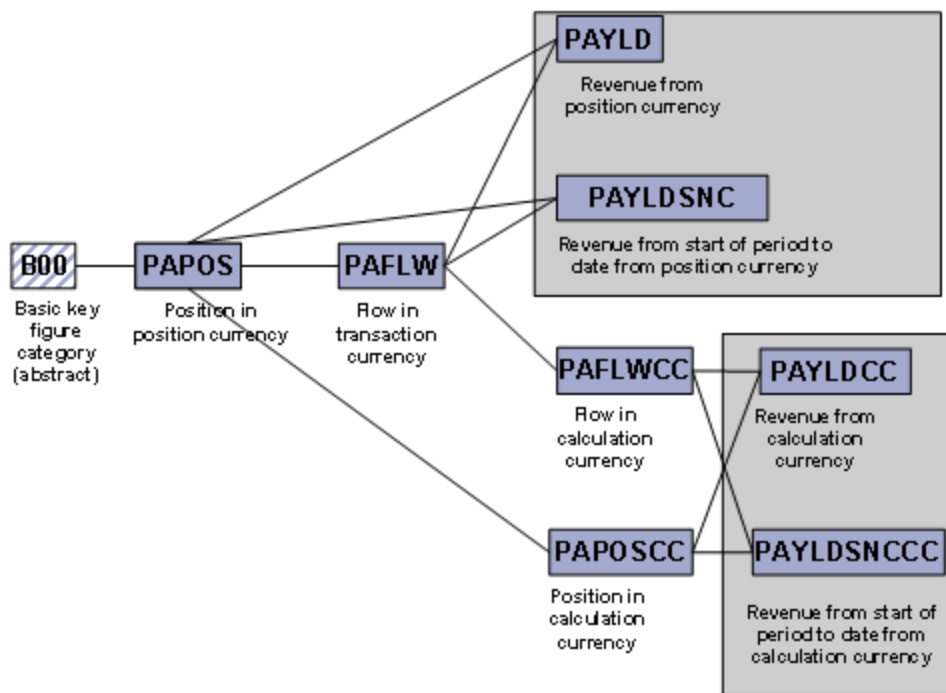 PAYLD
Revenue from
position currency
PAYLDSNC
Revenue from start of period to
date from position currency
B00
Basic key
figure
category
(abstract)
PAPOS
Position in
position currency
PAFLW
Flow in
transaction
currency
PAFLWCC
Flow in
calculation
currency
PAYLDCC
Revenue from
calculation
currency
PAPOSCC
Position in
calculation
currency
PAYLDSNCCC
Revenue from start of
period to date from
calculation currency